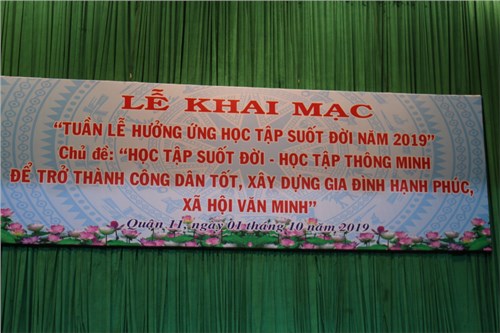 LỄ KHAI MẠC
“TUẦN LỄ HƯỞNG ỨNG HỌC TẬP SUỐT ĐỜI NĂM 2019”
Chủ đề: “HỌC TẬP SUỐT ĐỜI - HỌC TẬP THÔNG MINH
ĐỂ TRỞ THÀNH CÔNG DÂN TỐT, XÂY DỰNG GIA ĐÌNH HẠNH PHÚC,
XÃ HỘI VĂN MINH”
Quận 11, ngày 01 tháng 10 năm 2019